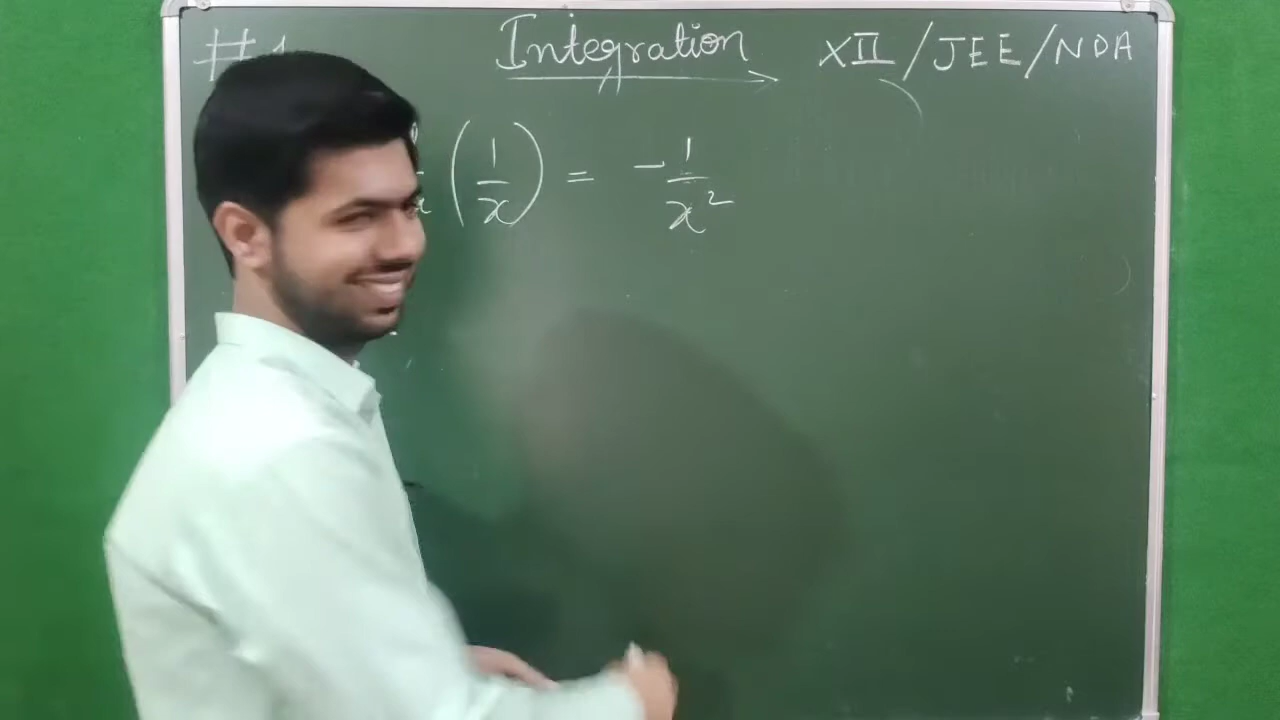 #1 Integration XII/JEE/NDA
(1/x) = -1/x²